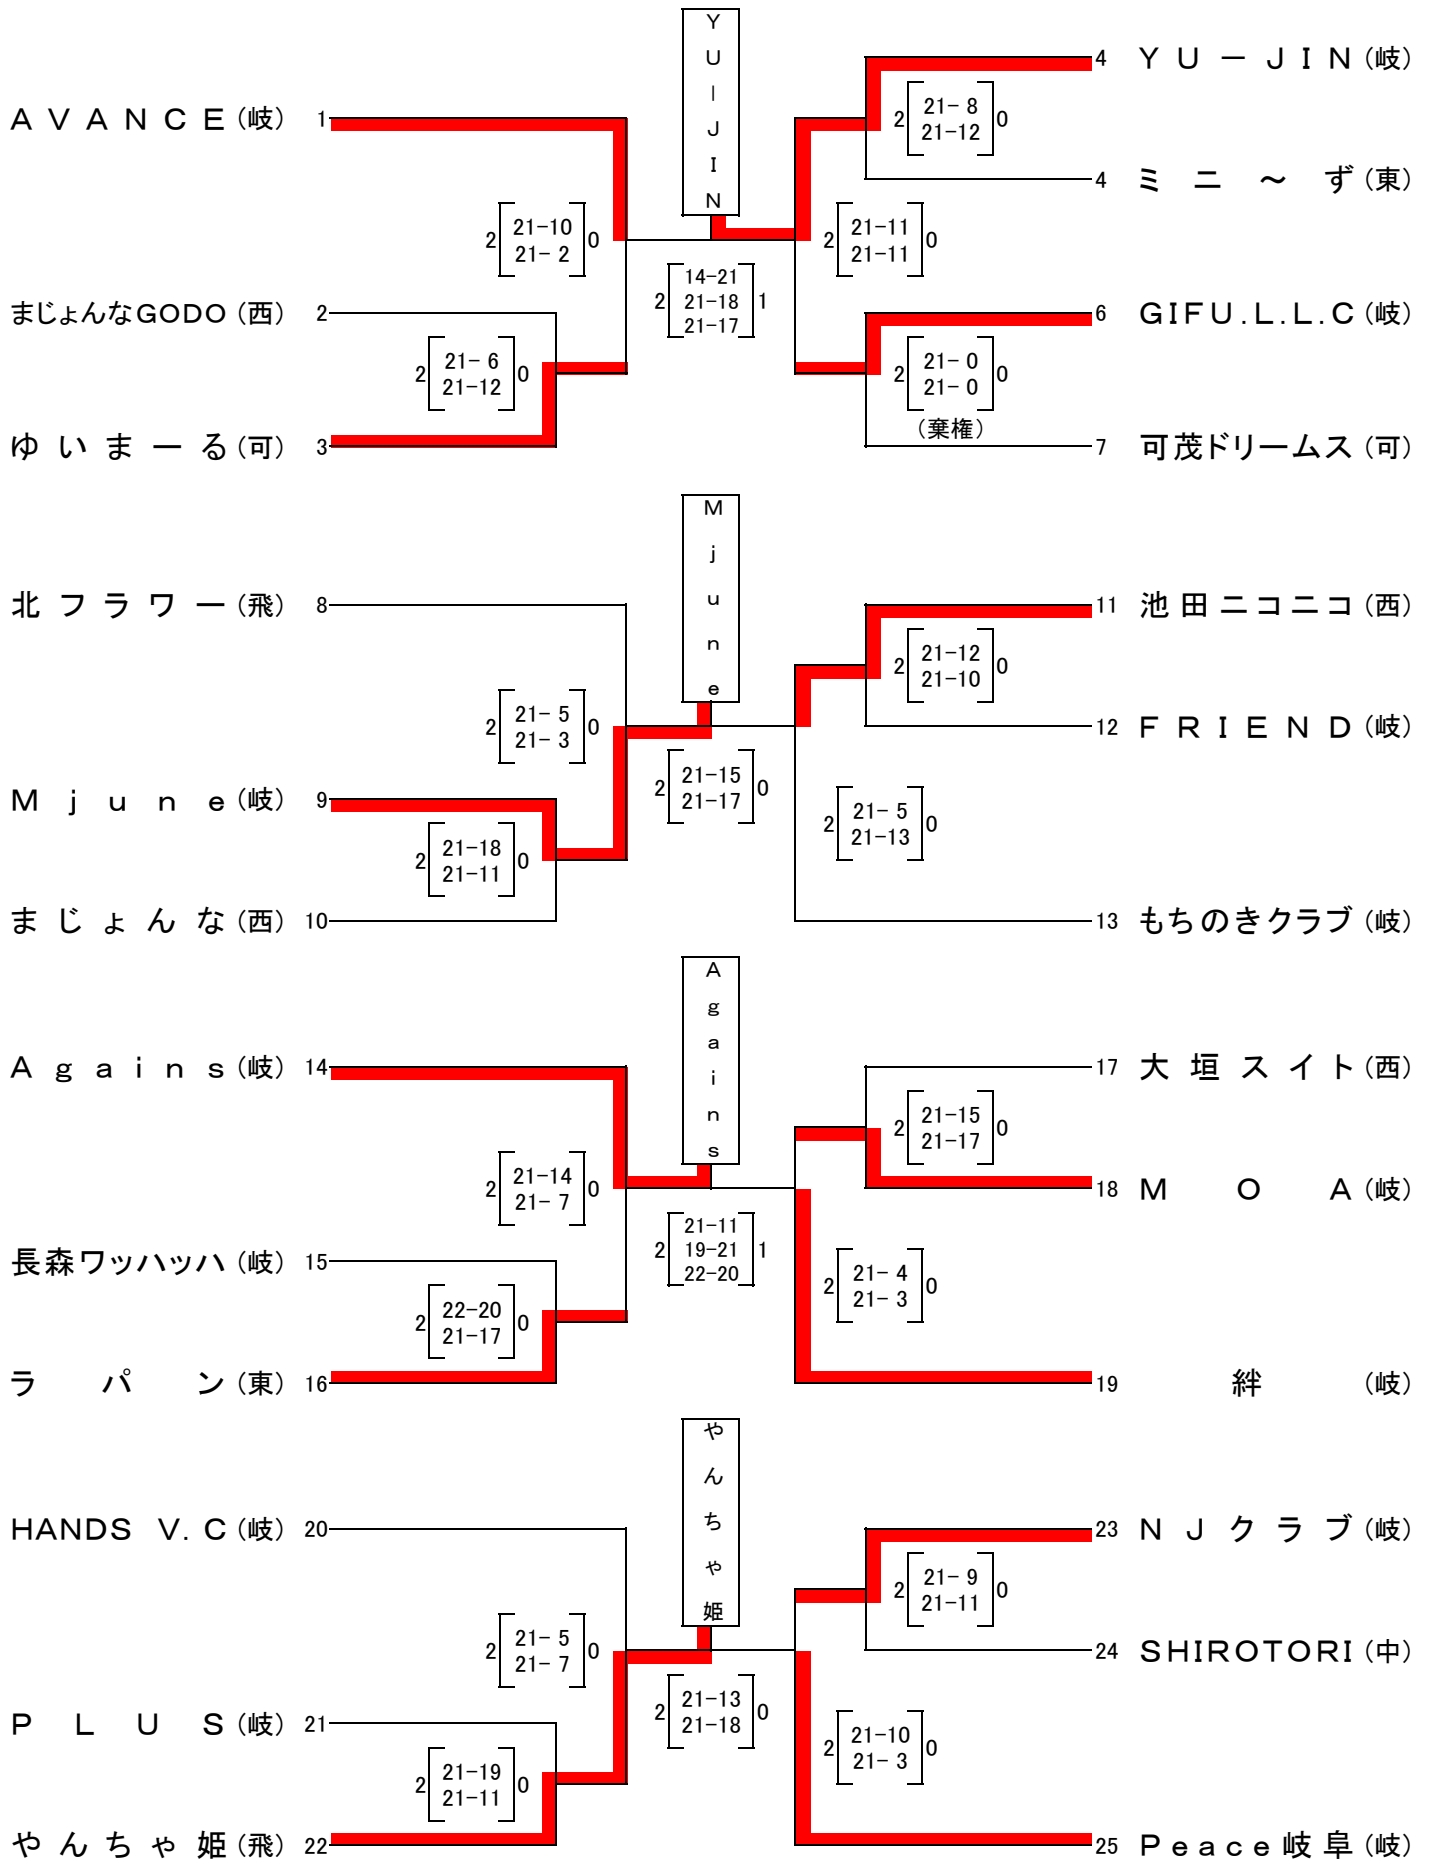 YU－JIN
AVANCE（岐） 1
2 [21－10 21－ 2] 0
まじょんなGODO（西） 2
2 [21－ 6 21－12] 0
ゆいまーる（可） 3
2 [14－21 21－18 21－17] 1
4 YU－JIN（岐）
2 [21－ 8 21－12] 0
4 ミニ～ず（東）
2 [21－11 21－11] 0
6 GIFU.L.L.C（岐）
2 [21－ 0 21－ 0] 0
（棄権）
7 可茂ドリームス（可）
Mjune
北フラワー（飛） 8
2 [21－ 5 21－ 3] 0
Mjune（岐） 9
2 [21－18 21－11] 0
まじょんな（西） 10
2 [21－15 21－17] 0
11 池田ニコニコ（西）
2 [21－12 21－10] 0
12 FRIEND（岐）
2 [21－ 5 21－13] 0
13 もちのきクラブ（岐）
Agains
Agains（岐） 14
2 [21－14 21－ 7] 0
長森ワッハッハ（岐） 15
2 [22－20 21－17] 0
ラパン（東） 16
2 [21－11 19－21 22－20] 1
17 大垣スイト（西）
2 [21－15 21－17] 0
18 MOA（岐）
2 [21－ 4 21－ 3] 0
19 絆（岐）
やんちゃ姫
HANDS V.C（岐） 20
2 [21－ 5 21－ 7] 0
PLUS（岐） 21
2 [21－19 21－11] 0
やんちゃ姫（飛） 22
2 [21－13 21－18] 0
23 NJクラブ（岐）
2 [21－ 9 21－11] 0
24 SHIROTORI（中）
2 [21－10 21－ 3] 0
25 Peace岐阜（岐）